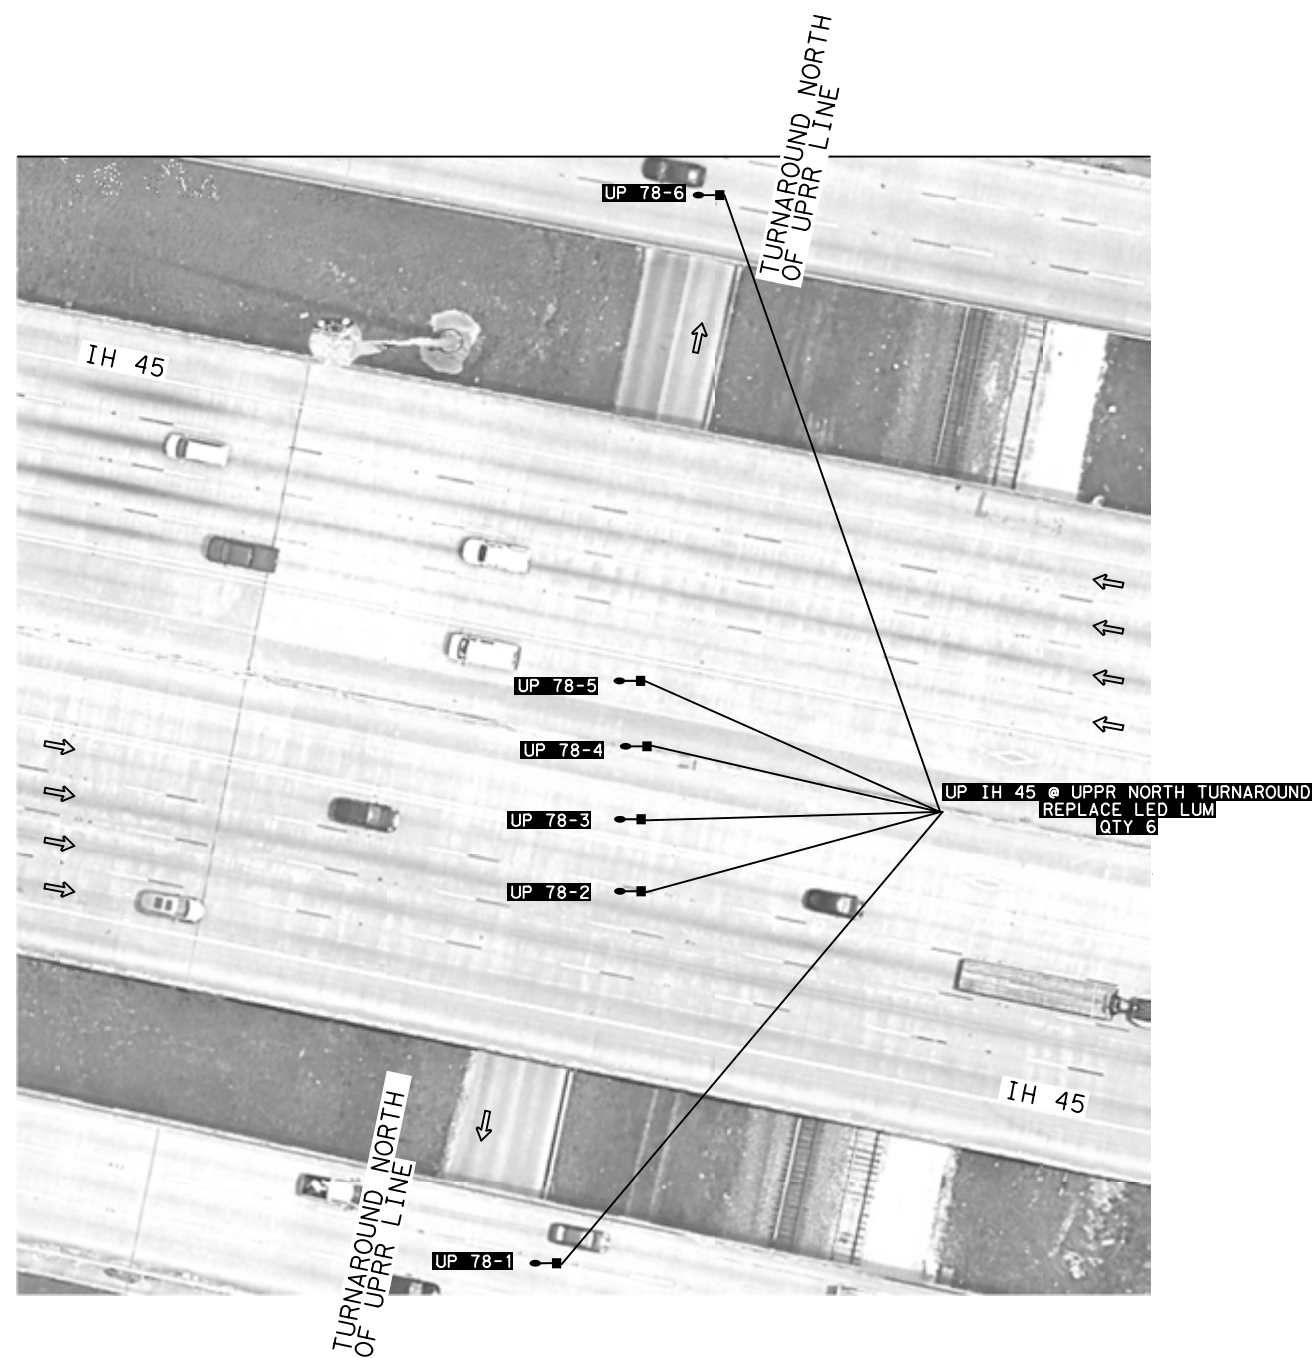 TURNAROUND NORTH
OF UPRR LINE
UP 78-6
IH 45
UP 78-5
UP 78-4
UP IH 45 @ UPPR NORTH TURNAROUND
REPLACE LED LUM
QTY 6
UP 78-3
UP 78-2
IH 45
TURNAROUND NORTH
OF UPRR LINE
UP 78-1